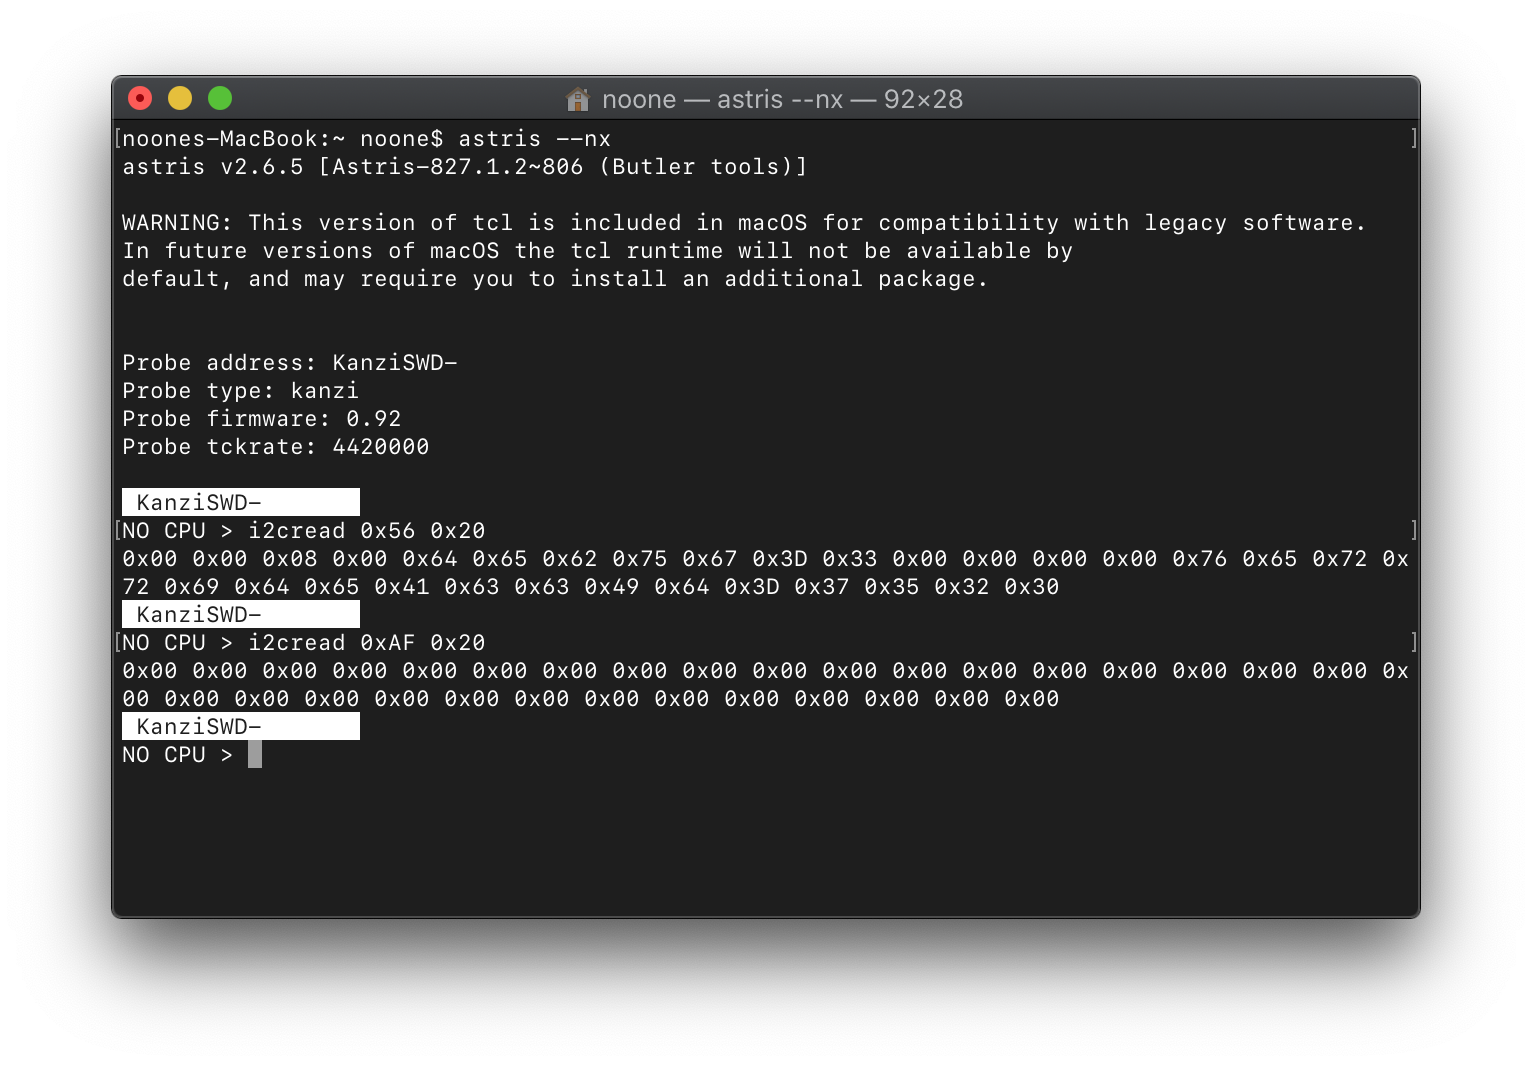 noone — astris --nx — 92×28
[noones-MacBook:~ noone$ astris --nx ]
astris v2.6.5 [Astris-827.1.2~806 (Butler tools)]
WARNING: This version of tcl is included in macOS for compatibility with legacy software.
In future versions of macOS the tcl runtime will not be available by
default, and may require you to install an additional package.
Probe address: KanziSWD-
Probe type: kanzi
Probe firmware: 0.92
Probe tckrate: 4420000
KanziSWD-
[NO CPU > i2cread 0x56 0x20 ]
0x00 0x00 0x08 0x00 0x64 0x65 0x62 0x75 0x67 0x3D 0x33 0x00 0x00 0x00 0x00 0x76 0x65 0x72 0x
72 0x69 0x64 0x65 0x41 0x63 0x63 0x49 0x64 0x3D 0x37 0x35 0x32 0x30
KanziSWD-
[NO CPU > i2cread 0xAF 0x20 ]
0x00 0x00 0x00 0x00 0x00 0x00 0x00 0x00 0x00 0x00 0x00 0x00 0x00 0x00 0x00 0x00 0x00 0x00 0x
00 0x00 0x00 0x00 0x00 0x00 0x00 0x00 0x00 0x00 0x00 0x00 0x00 0x00
KanziSWD-
NO CPU >